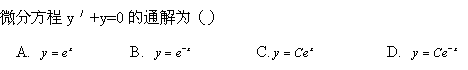 微分方程 y′+y=0 的通解为()
A. y = e^x B. y = e^{-x} C. y = Ce^x D. y = Ce^{-x}